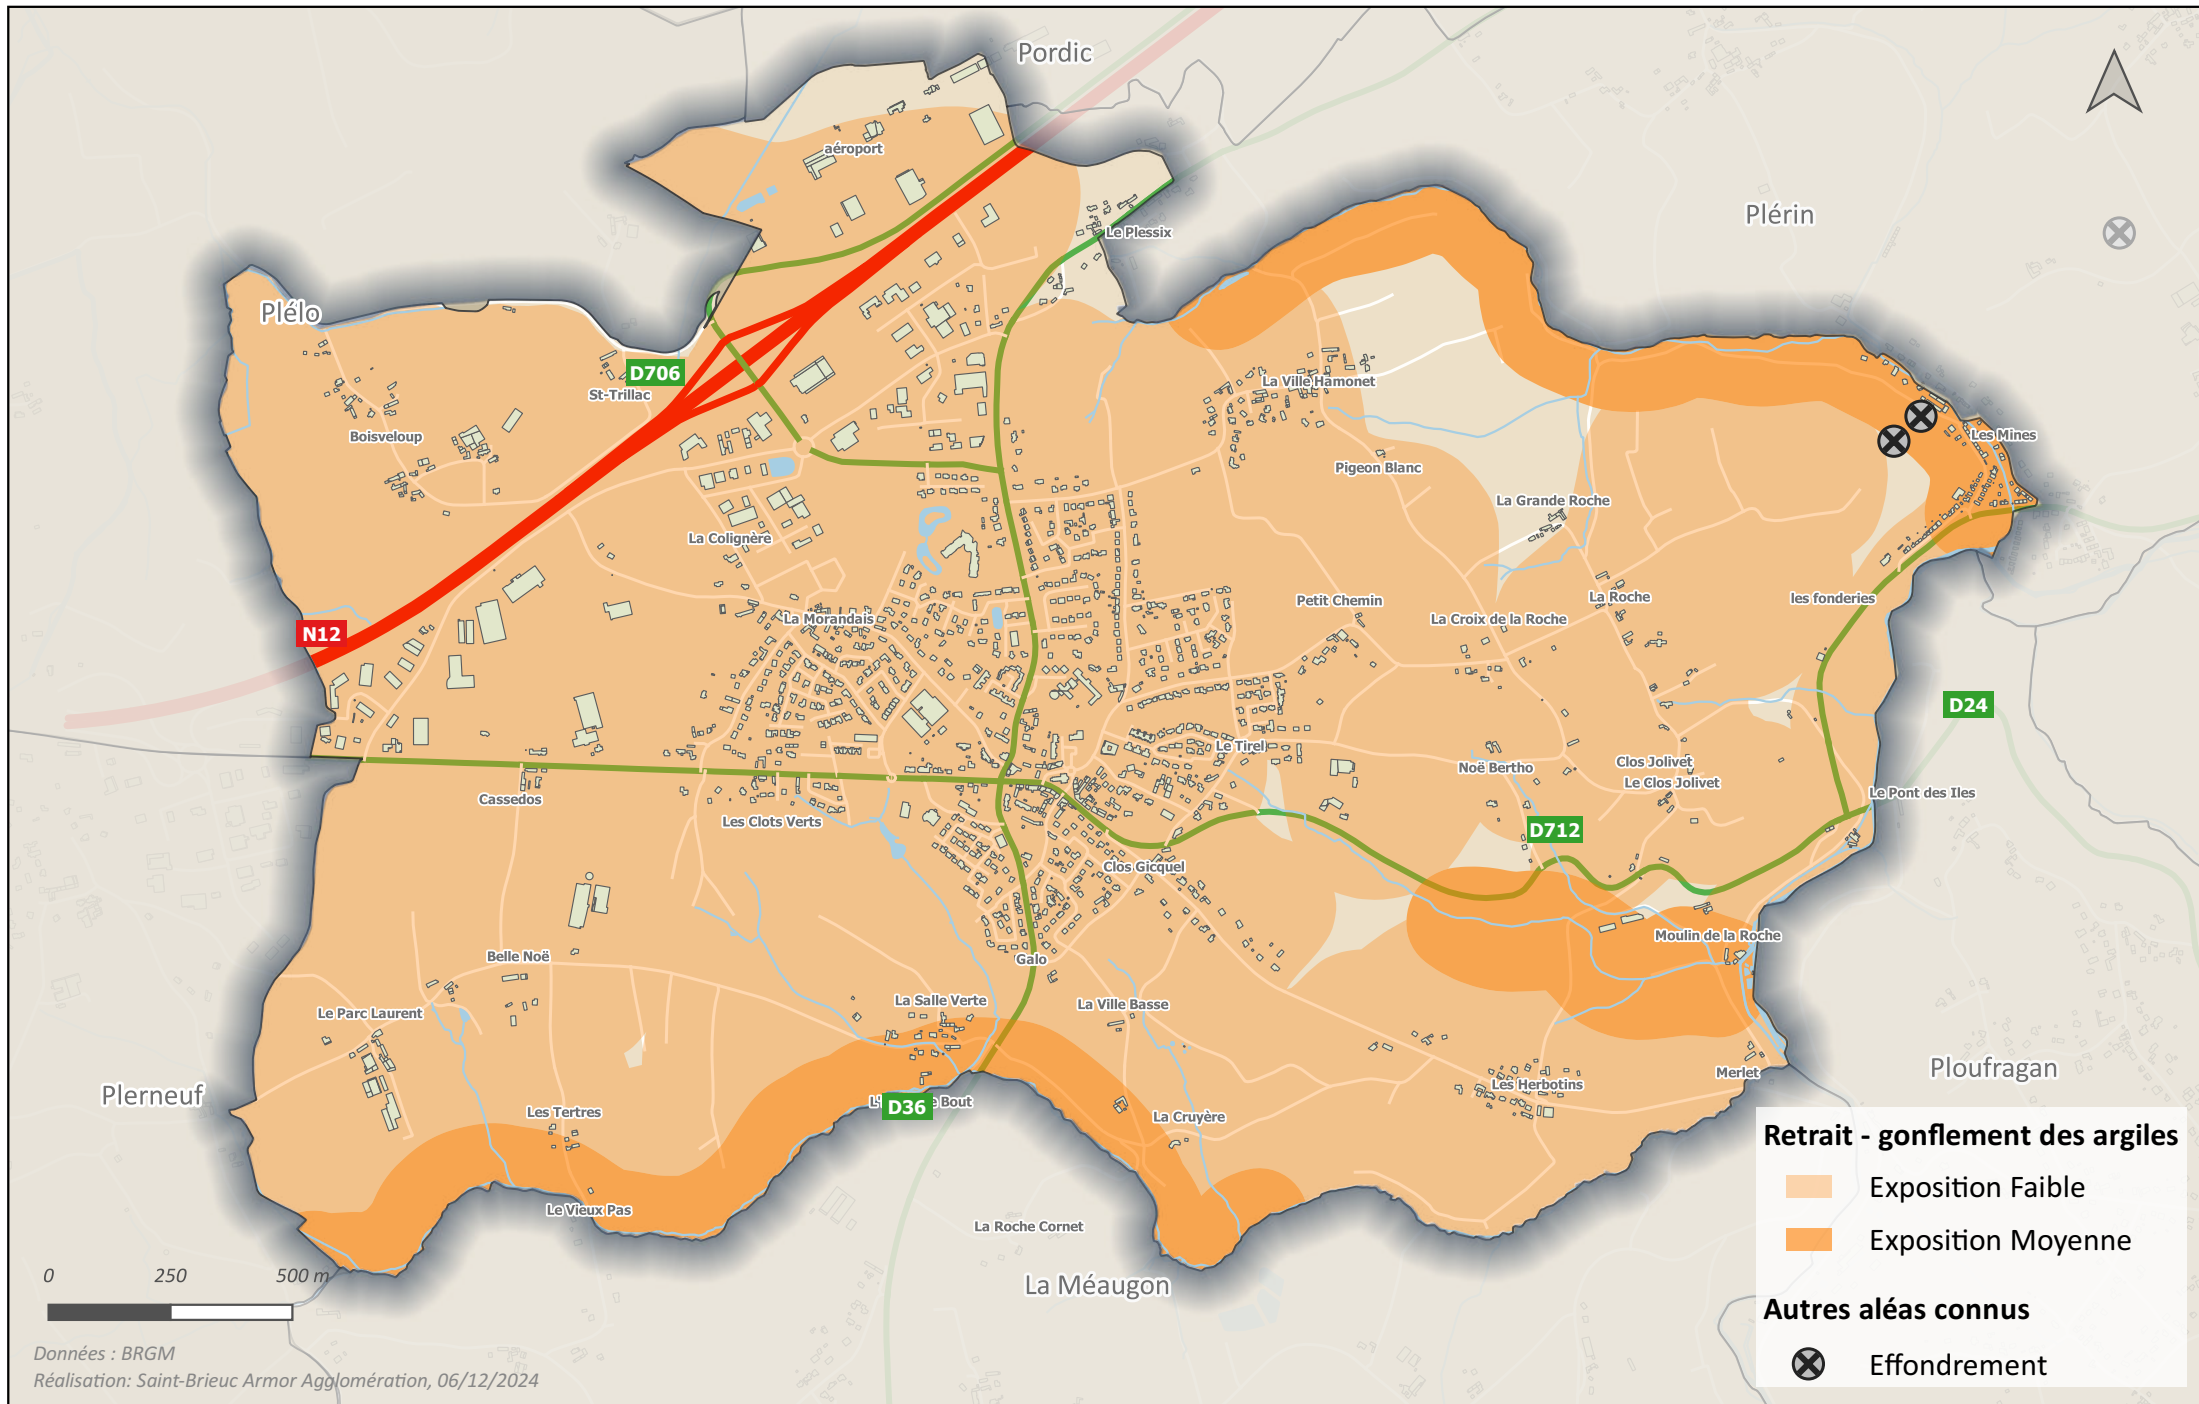 Pordic
Plérin
aéroport
Le Plessix
Plélo
D706
St-Trillac
La Ville Hamonet
Boisveloup
Les Mines
Pigeon Blanc
La Grande Roche
La Colignère
La Roche
les fonderies
Petit Chemin
La Morandais
La Croix de la Roche
N12
D24
Le Tirel
Noë Bertho
Clos Jolivet
Le Clos Jolivet
Le Pont des Iles
Cassedos
Les Clots Verts
D712
Clos Gicquel
Moulin de la Roche
Belle Noë
Galo
La Salle Verte
La Ville Basse
Le Parc Laurent
Merlet
Ploufragan
Les Herbotins
Plerneuf
D36
Bout
Les Tertres
La Cruyère
Le Vieux Pas
La Roche Cornet
La Méaugon
Retrait - gonflement des argiles
Exposition Faible
Exposition Moyenne
Autres aléas connus
Effondrement
0 250 500 m
Données : BRGM
Réalisation: Saint-Brieuc Armor Agglomération, 06/12/2024